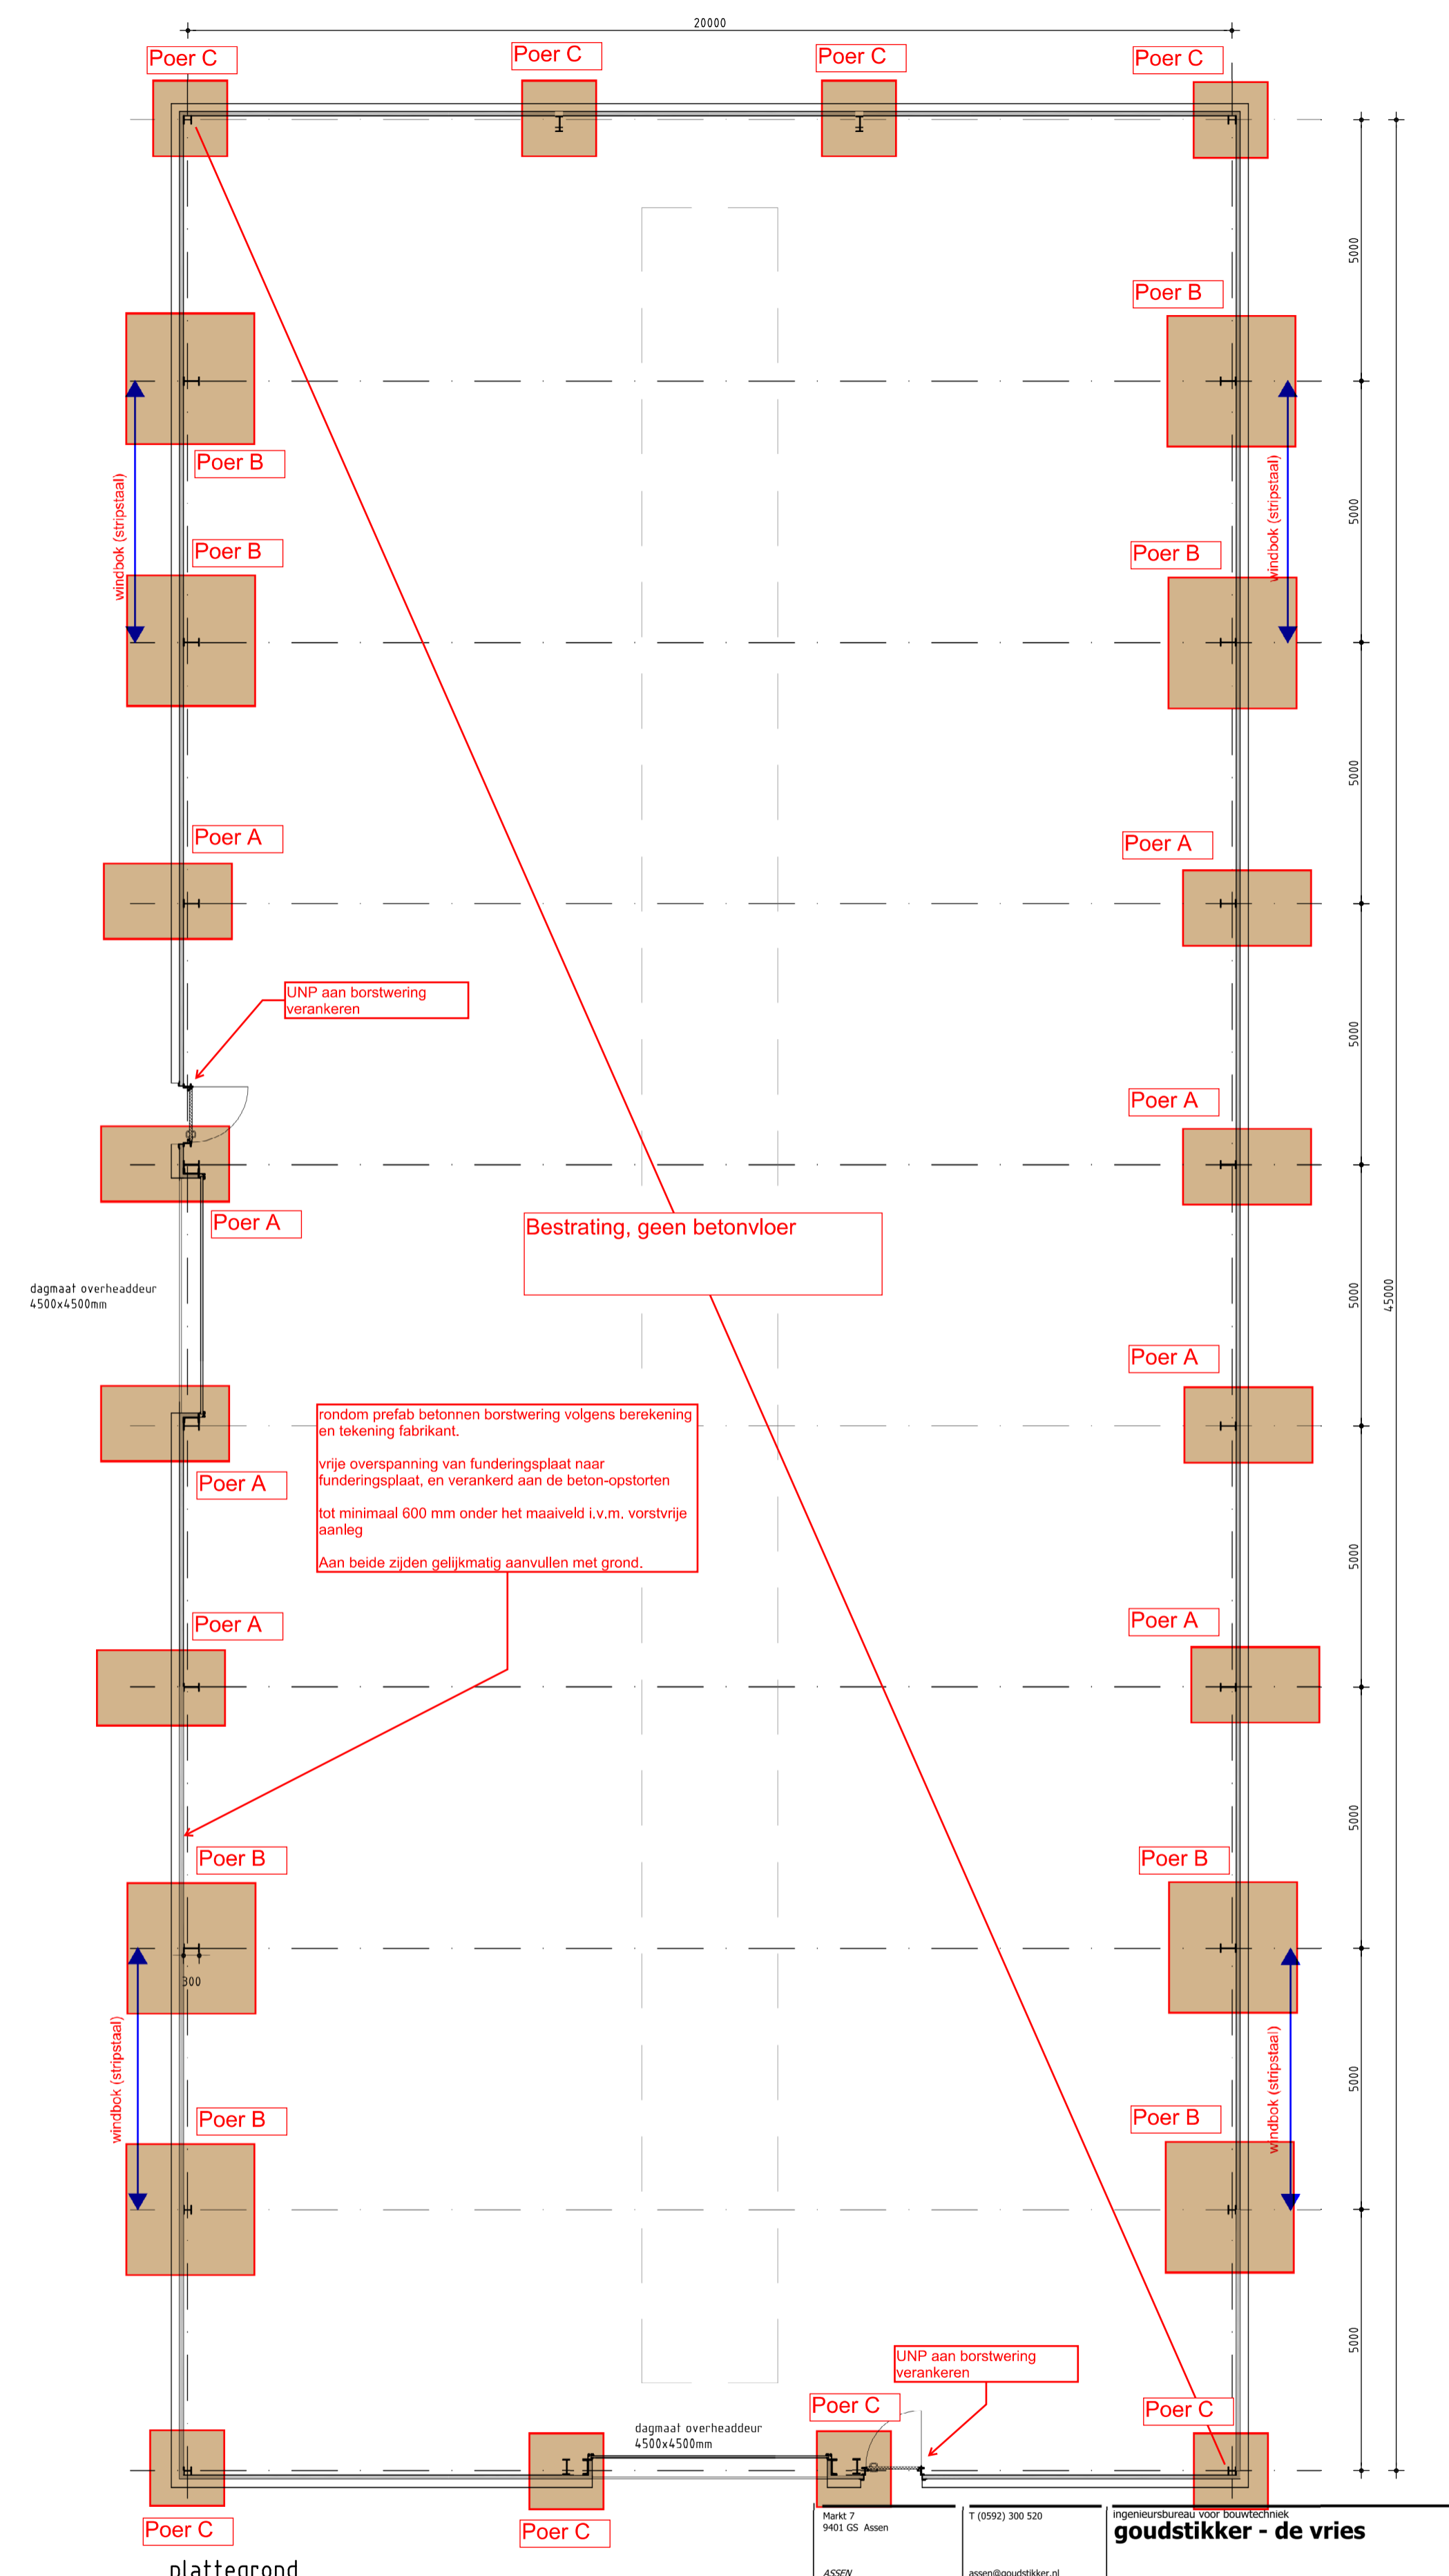 20000
Poer C
Poer C
Poer C
Poer C
5000
Poer B
Poer B
windbok (stripstaal)
windbok (stripstaal)
5000
Poer B
Poer B
5000
Poer A
Poer A
UNP aan borstwering
verankeren
5000
Poer A
Poer A
Bestrating, geen betonvloer
dagmaat overheaddeur
4500x4500mm
5000
45000
Poer A
rondom prefab betonnen borstwering volgens berekening
en tekening fabrikant.
vrije overspanning van funderingsplaat naar
funderingsplaat, en verankerd aan de beton-opstorten
tot minimaal 600 mm onder het maaiveld i.v.m. vorstvrije
aanleg
Aan beide zijden gelijkmatig aanvullen met grond.
Poer A
5000
Poer A
Poer A
5000
Poer B
Poer B
300
windbok (stripstaal)
windbok (stripstaal)
5000
Poer B
Poer B
5000
UNP aan borstwering
verankeren
Poer C
Poer C
dagmaat overheaddeur
4500x4500mm
Poer C
Poer C
Markt 7
9401 GS Assen
T (0592) 300 520
ingenieursbureau voor bouwtechniek
goudstikker - de vries
plattegrond
ASSEN
assen@goudstikker.nl